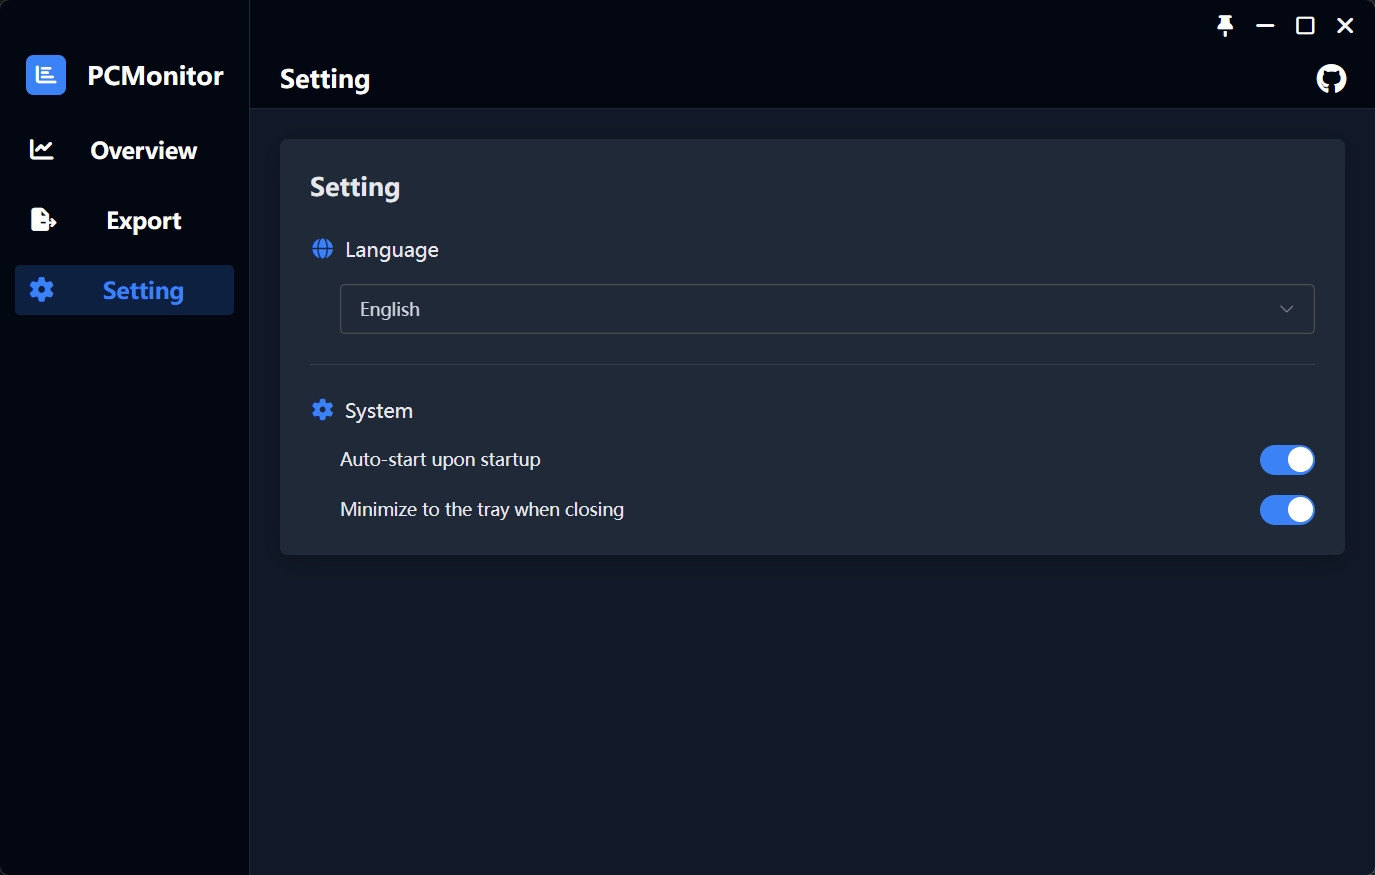 PCMonitor
Overview
Export
Setting
Setting
Setting
Language
English
System
Auto-start upon startup
Minimize to the tray when closing